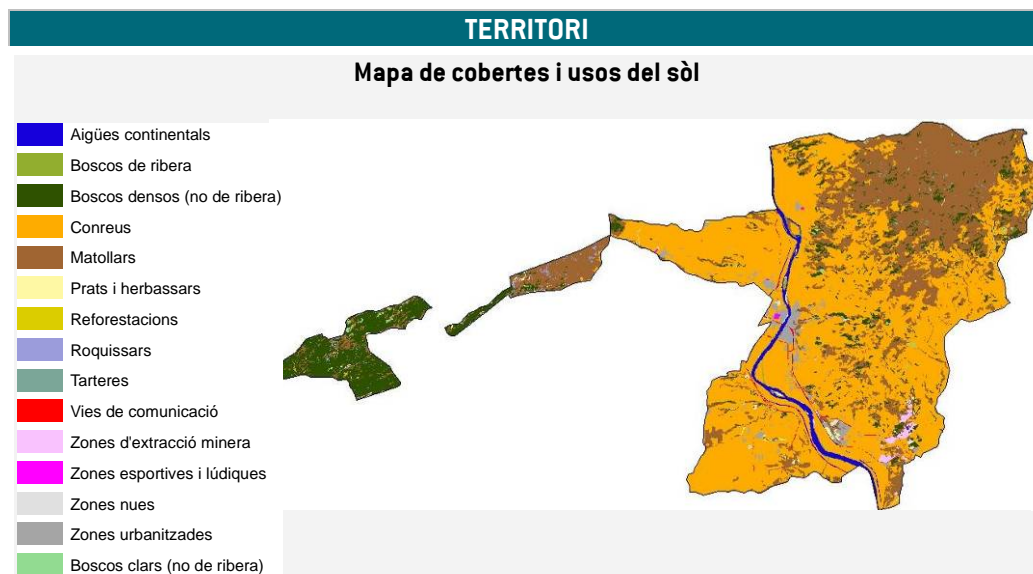 TERRITORI
Mapa de cobertes i usos del sòl
Aigües continentals
Boscos de ribera
Boscos densos (no de ribera)
Conreus
Matollars
Prats i herbassars
Reforestacions
Roquissars
Tarteres
Vies de comunicació
Zones d'extracció minera
Zones esportives i lúdiques
Zones nues
Zones urbanitzades
Boscos clars (no de ribera)